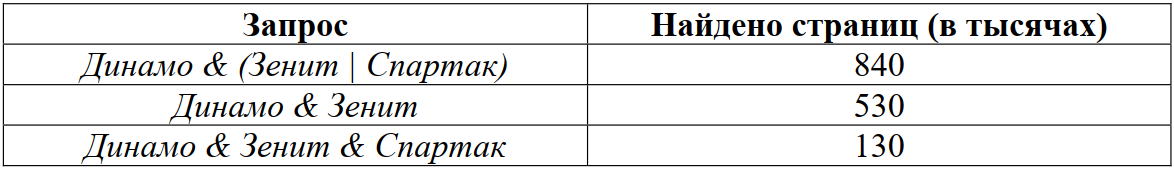 Запрос Найдено страниц (в тысячах)
Динамо & (Зенит | Спартак) 840
Динамо & Зенит 530
Динамо & Зенит & Спартак 130